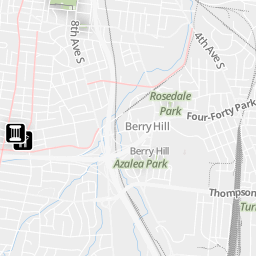 8th Ave S
4th Ave S
Rosedale
Park
Four-Forty Park
Berry Hill
Berry Hill
Azalea Park
Thompson
Tur